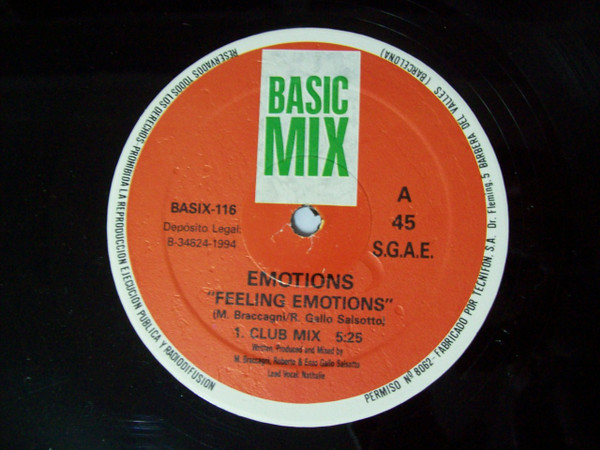 BASIC
MIX
BASIX-116
Depósito Legal:
B-34824-1994
A
45
S.G.A.E.
EMOTIONS
"FEELING EMOTIONS"
(M. Braccagni/R. Gallo Salsotto)
1. CLUB MIX 5:25
Written, Produced and Mixed by
M. Braccagni, Roberto & Enzo Gallo Salsotto
Lead Vocal: Nathalie
RESERVADOS TODOS LOS DERECHOS PROHIBIDA LA REPRODUCCION EJECUCION PUBLICA Y RADIODIFUSION
PERMISO Nº 8062 - FABRICADO POR TECNIFON, S.A. Dr. Fleming, 5 BARBERA DEL VALLES (BARCELONA)